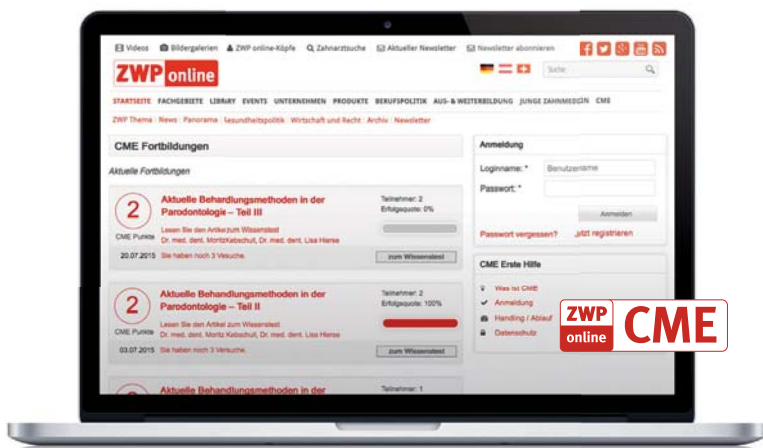 Videos Bildergalerien ZWP online-Köpfe Zahnarztsuche Aktueller Newsletter Newsletter abonnieren
ZWP online
Suche
STARTSEITE FACHGEBIETE LIBRARY EVENTS UNTERNEHMEN PRODUKTE BERUFSPOLITIK AUS- & WEITERBILDUNG JUNGE ZAHNMEDIZIN CME
ZWP Thema News Panorama Gesundheitspolitik Wirtschaft und Recht Archiv Newsletter
CME Fortbildungen
Aktuelle Fortbildungen
2
CME Punkte
Aktuelle Behandlungsmethoden in der
Parodontologie – Teil III
Lesen Sie den Artikel zum Wissenstest
Dr. med. dent. Moritz Kebschull, Dr. med. dent. Lisa Hierse
Teilnehmer: 2
Erfolgsquote: 0%
20.07.2015 Sie haben noch 3 Vesuche.
zum Wissenstest
2
CME Punkte
Aktuelle Behandlungsmethoden in der
Parodontologie – Teil II
Lesen Sie den Artikel zum Wissenstest
Dr. med. dent. Moritz Kebschull, Dr. med. dent. Lisa Hierse
Teilnehmer: 2
Erfolgsquote: 100%
03.07.2015 Sie haben noch 3 Versuche.
zum Wissenstest
2
Aktuelle Behandlungsmethoden in der
Teilnehmer: 1
Anmeldung
Loginname: * Benutzername
Passwort: *
Anmelden
Passwort vergessen? Jetzt registrieren
CME Erste Hilfe
Was ist CME
Anmeldung
Handling / Ablauf
Datenschutz
ZWP online CME